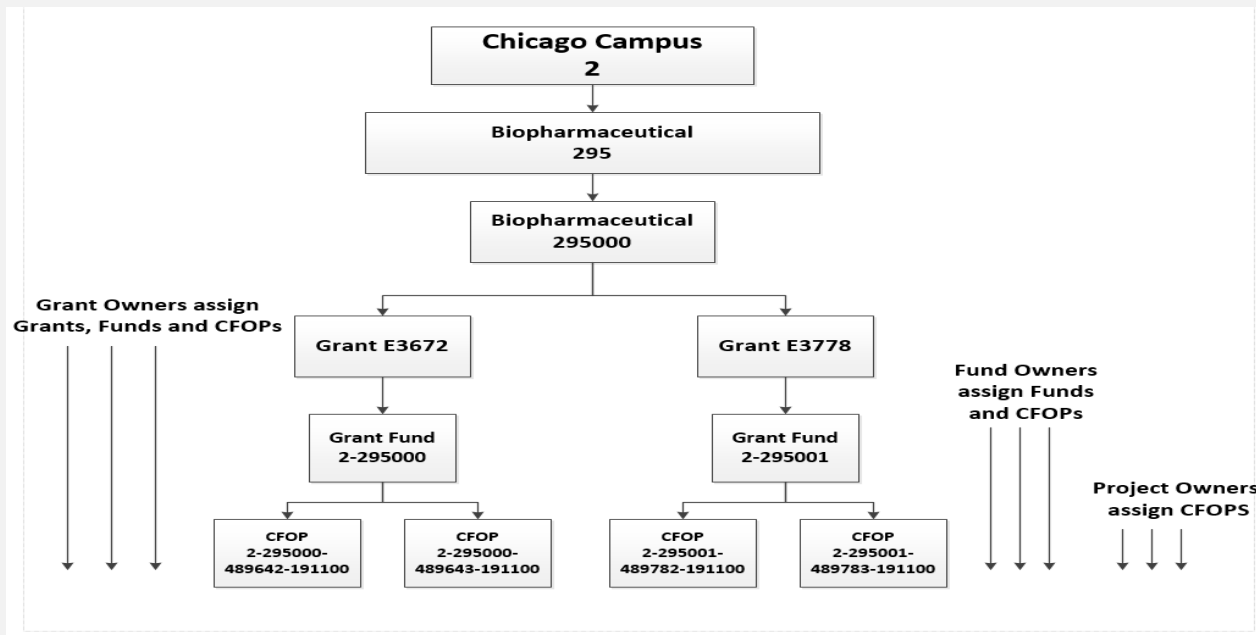 Chicago Campus
2
Biopharmaceutical
295
Biopharmaceutical
295000
Grant Owners assign
Grants, Funds and CFOPs
Grant E3672
Grant E3778
Fund Owners
assign Funds
and CFOPs
Grant Fund
2-295000
Grant Fund
2-295001
Project Owners
assign CFOPS
CFOP
2-295000-
489642-191100
CFOP
2-295000-
489643-191100
CFOP
2-295001-
489782-191100
CFOP
2-295001-
489783-191100